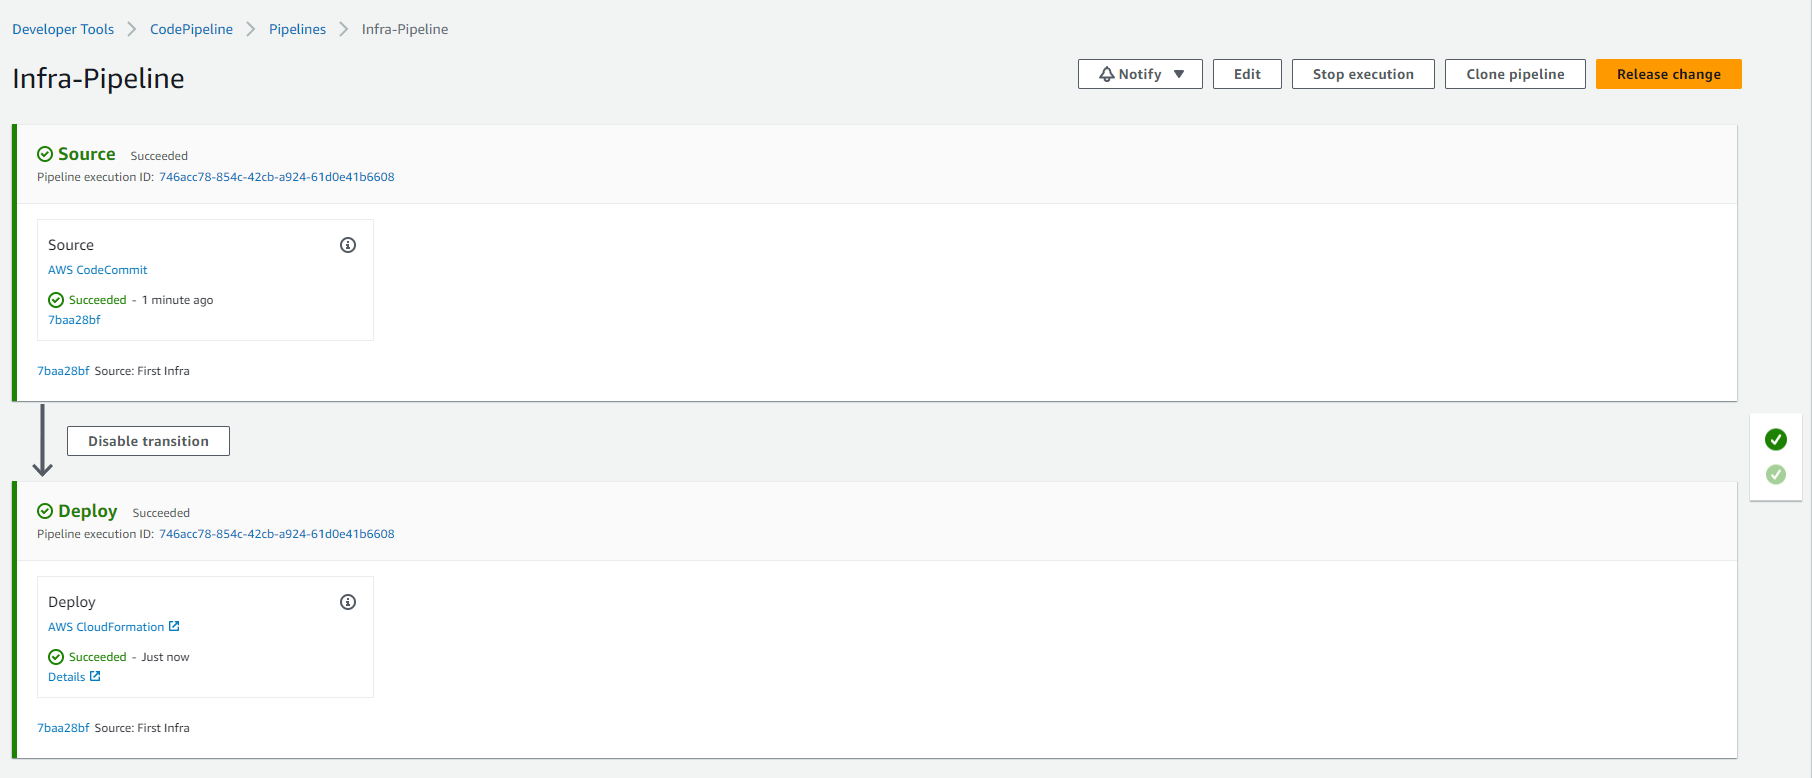 Developer Tools CodePipeline Pipelines Infra-Pipeline
Infra-Pipeline
Notify Edit Stop execution Clone pipeline Release change
Source Succeeded
Pipeline execution ID: 746acc78-854c-42cb-a924-61d0e41b6608
Source
AWS CodeCommit
Succeeded - 1 minute ago
7baa28bf
7baa28bf Source: First Infra
Disable transition
Deploy Succeeded
Pipeline execution ID: 746acc78-854c-42cb-a924-61d0e41b6608
Deploy
AWS CloudFormation
Succeeded - Just now
Details
7baa28bf Source: First Infra